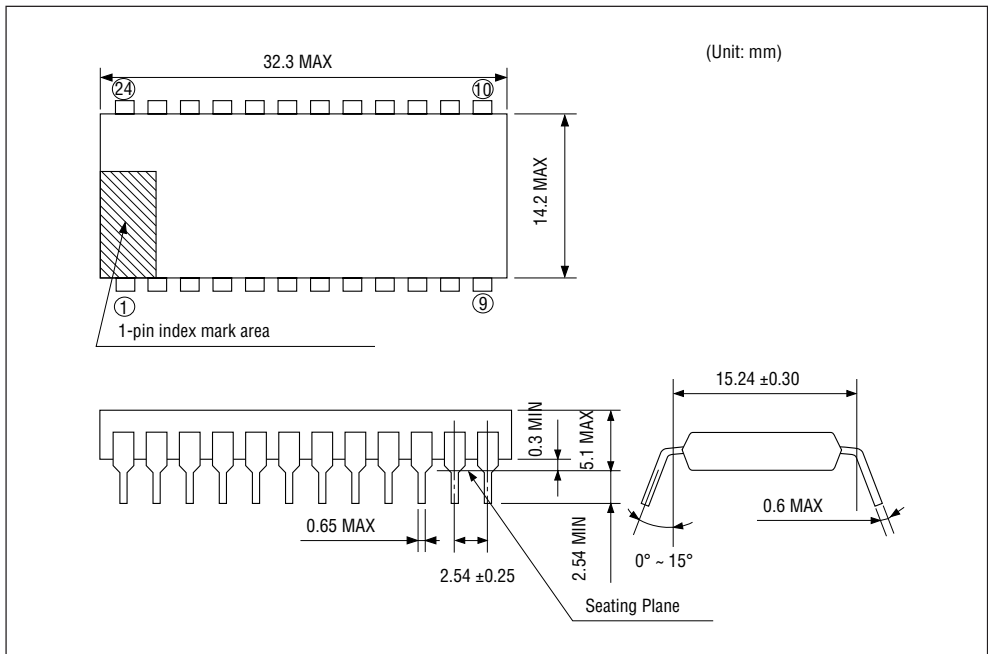 (Unit: mm)
32.3 MAX
24
10
14.2 MAX
1
9
1-pin index mark area
15.24 ±0.30
0.3 MIN
5.1 MAX
0.65 MAX
2.54 ±0.25
2.54 MIN
0.6 MAX
0° ~ 15°
Seating Plane